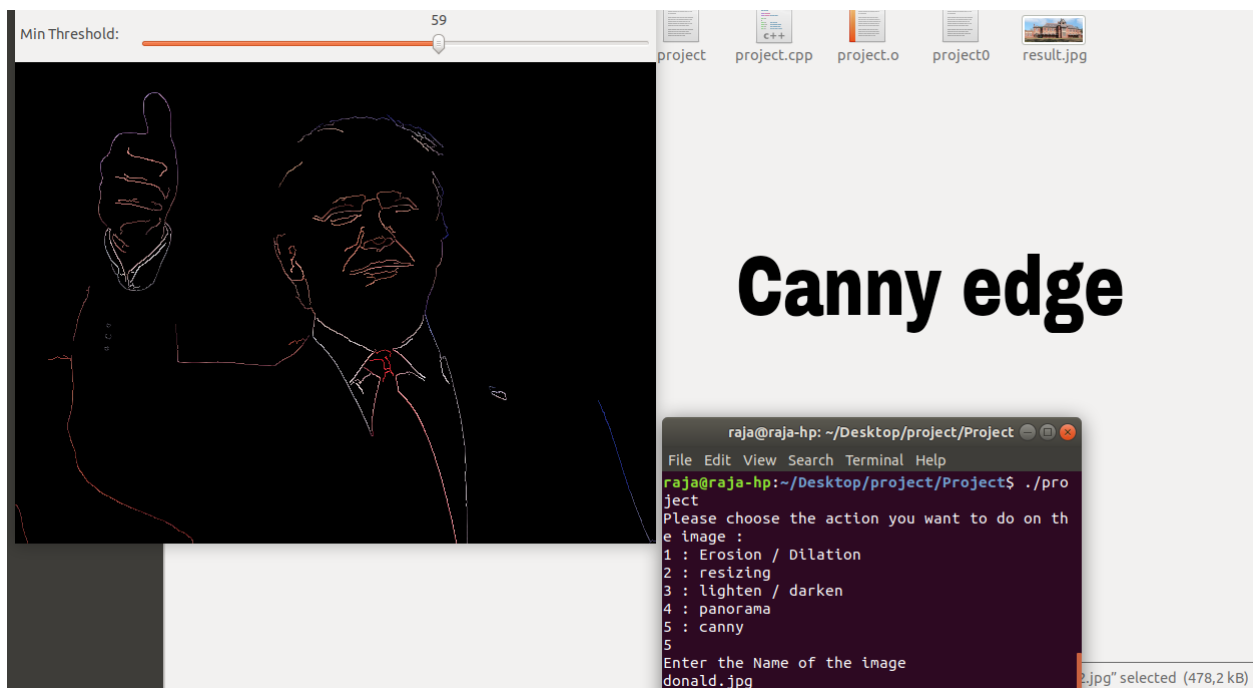 59
Min Threshold:
project project.cpp project.o project0 result.jpg
c++
Canny edge
raja@raja-hp: ~/Desktop/project/Project
File Edit View Search Terminal Help
raja@raja-hp:~/Desktop/project/Project$ ./pro
ject
Please choose the action you want to do on th
e image :
1 : Erosion / Dilation
2 : resizing
3 : lighten / darken
4 : panorama
5 : canny
5
Enter the Name of the image
donald.jpg
2.jpg" selected (478,2 kB)